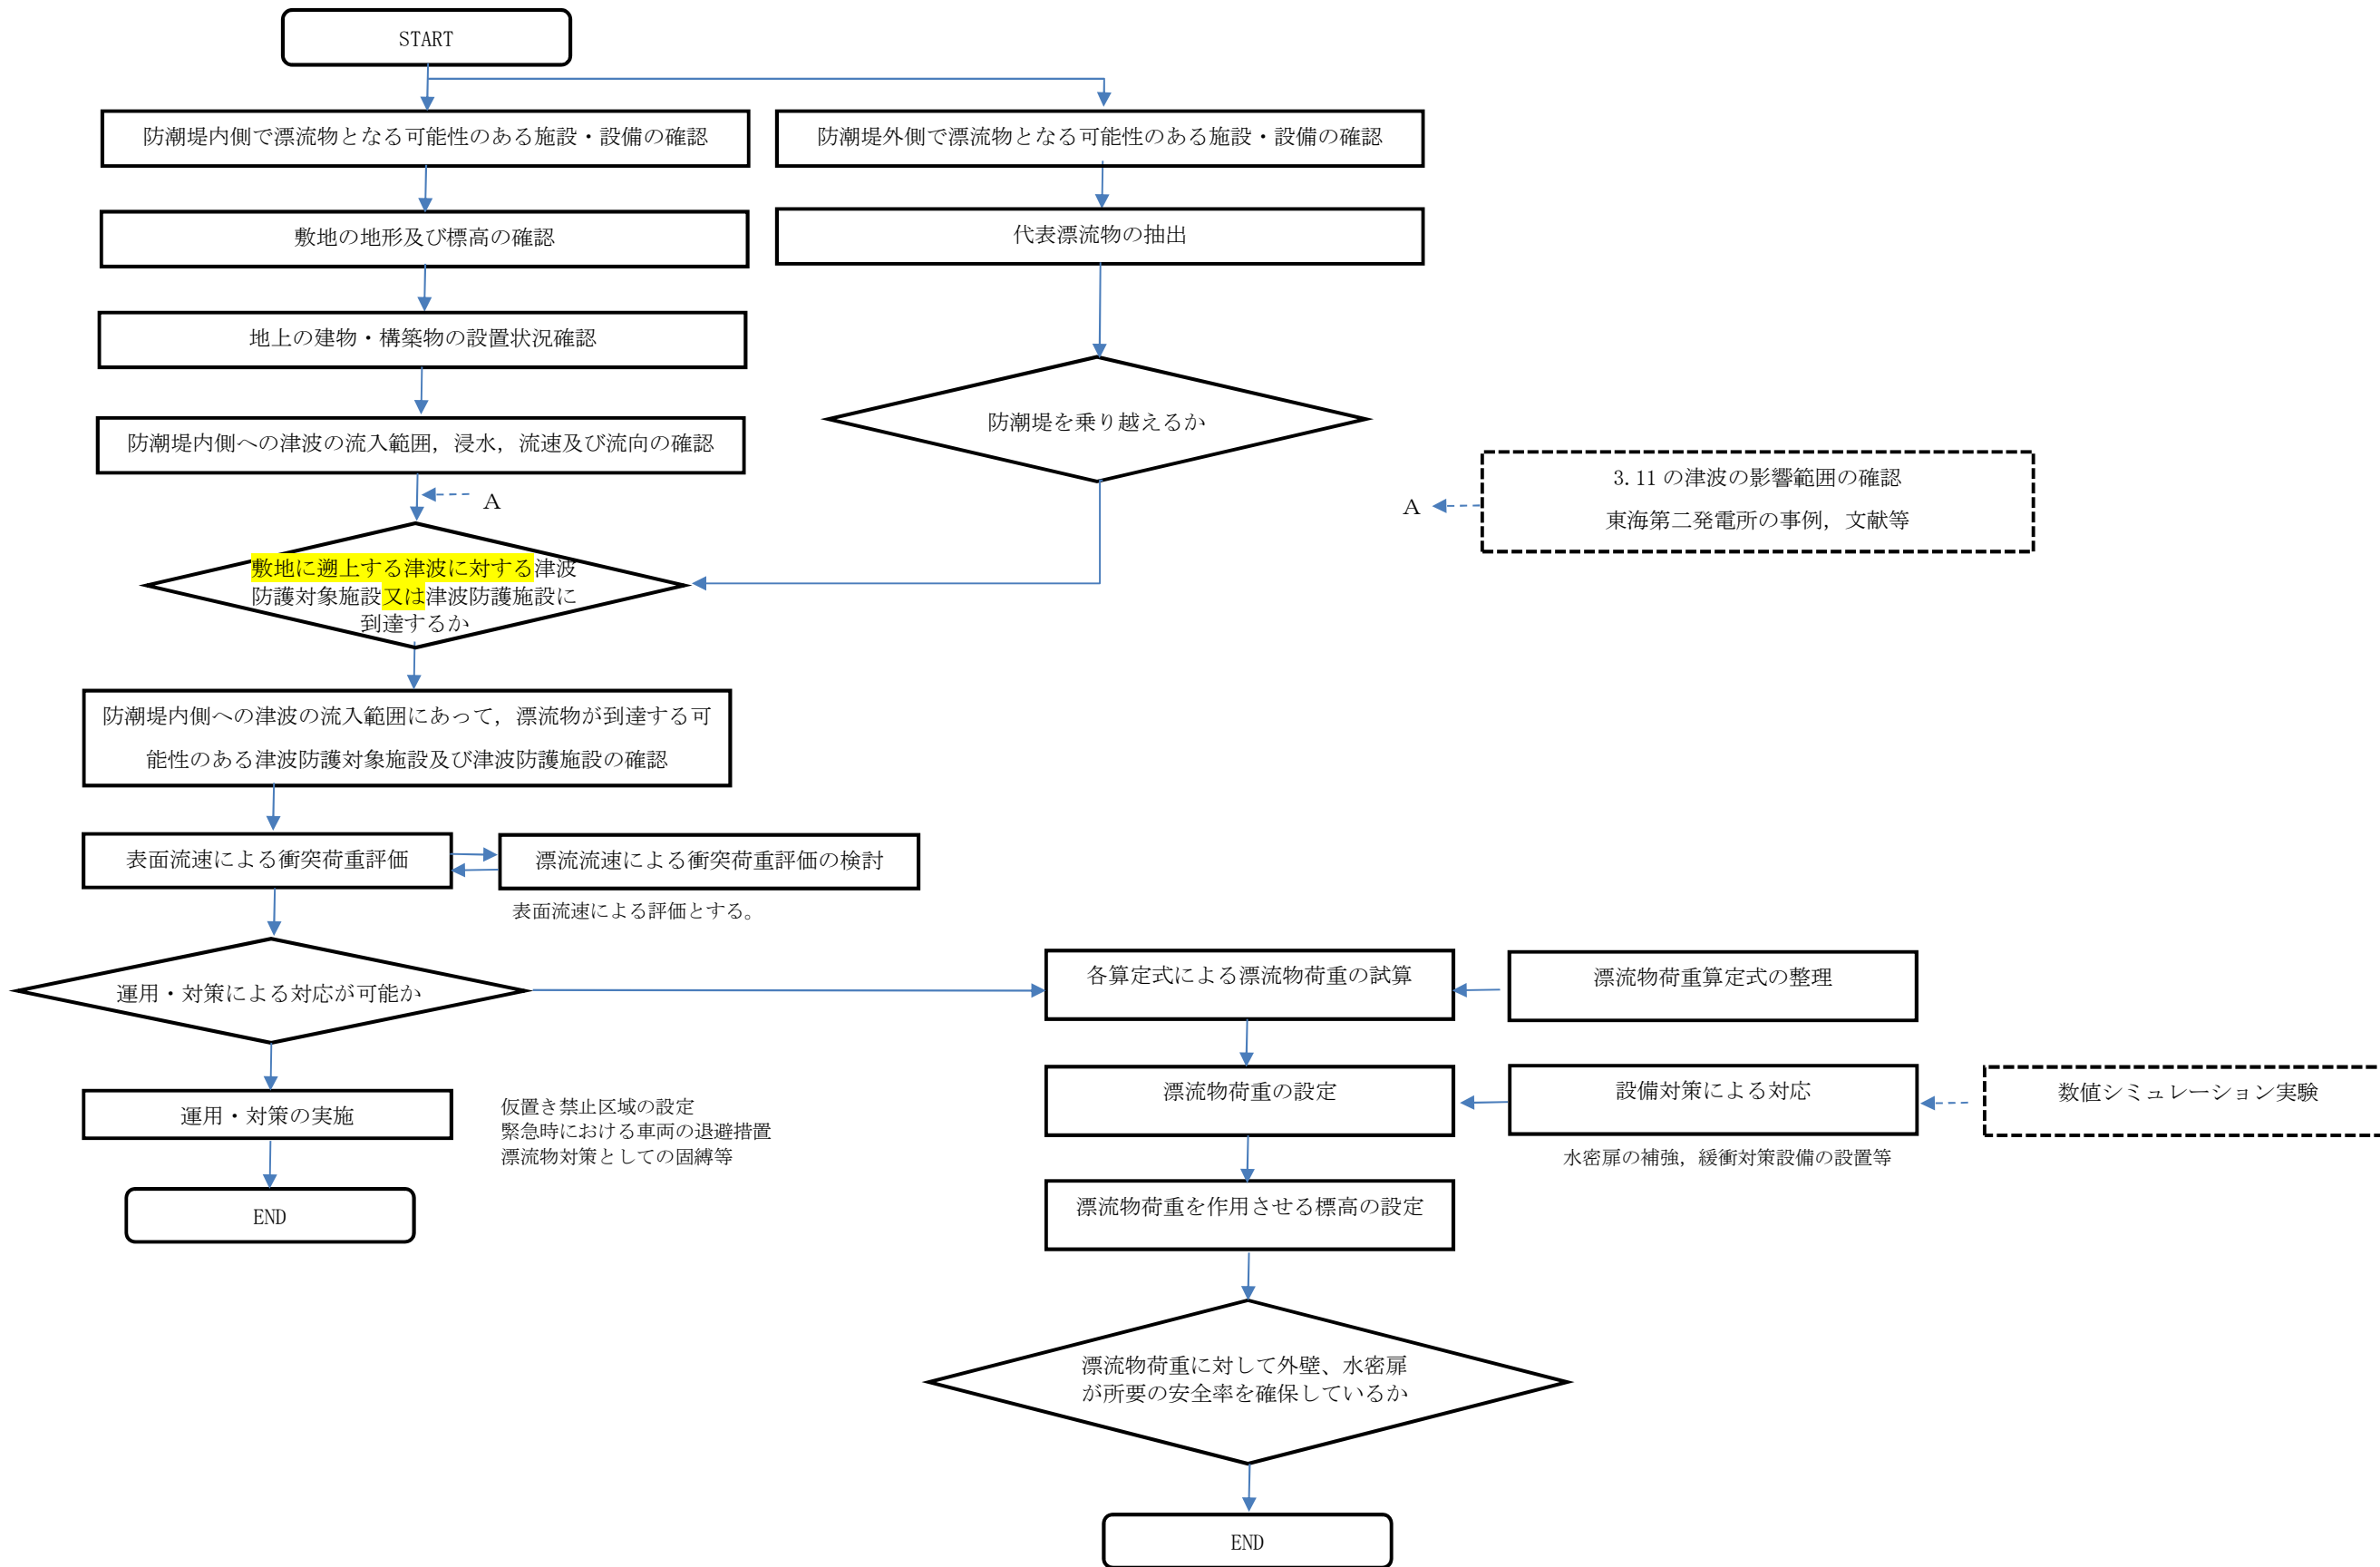 START
防潮堤内側で漂流物となる可能性のある施設・設備の確認
防潮堤外側で漂流物となる可能性のある施設・設備の確認
敷地の地形及び標高の確認
代表漂流物の抽出
地上の建物・構築物の設置状況確認
防潮堤内側への津波の流入範囲，浸水，流速及び流向の確認
防潮堤を乗り越えるか
A
A
3.11 の津波の影響範囲の確認
東海第二発電所の事例，文献等
敷地に遡上する津波に対する津波
防護対象施設又は津波防護施設に
到達するか
防潮堤内側への津波の流入範囲にあって，漂流物が到達する可
能性のある津波防護対象施設及び津波防護施設の確認
表面流速による衝突荷重評価
漂流流速による衝突荷重評価の検討
表面流速による評価とする。
運用・対策による対応が可能か
各算定式による漂流物荷重の試算
漂流物荷重算定式の整理
運用・対策の実施
仮置き禁止区域の設定
緊急時における車両の退避措置
漂流物対策としての固縛等
END
漂流物荷重の設定
設備対策による対応
数値シミュレーション実験
水密扉の補強，緩衝対策設備の設置等
漂流物荷重を作用させる標高の設定
漂流物荷重に対して外壁、水密扉
が所要の安全率を確保しているか
END